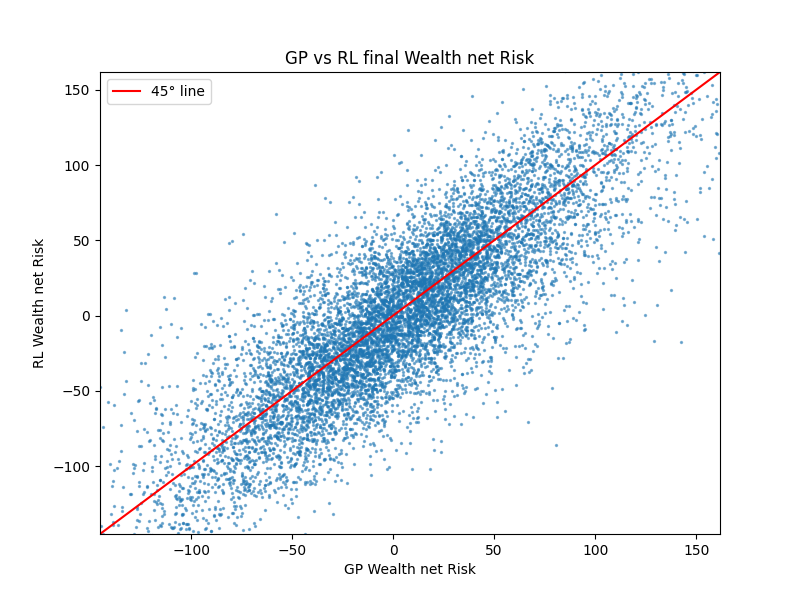 GP vs RL final Wealth net Risk
45° line
RL Wealth net Risk
150
100
50
0
−50
−100
−100 −50 0 50 100 150
GP Wealth net Risk